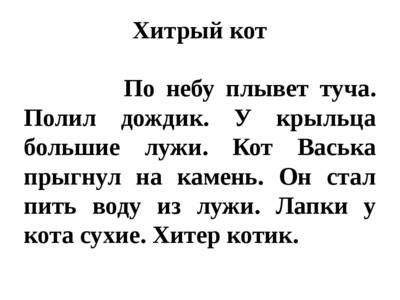 Хитрый кот
По небу плывет туча.
Полил дождик. У крыльца
большие лужи. Кот Васька
прыгнул на камень. Он стал
пить воду из лужи. Лапки у
кота сухие. Хитер котик.